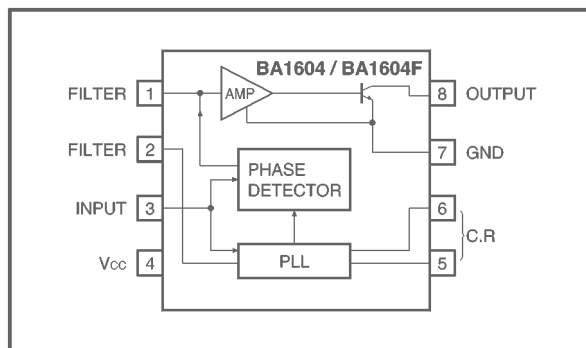 BA1604 / BA1604F
FILTER 1
AMP
8 OUTPUT
FILTER 2
7 GND
PHASE
DETECTOR
INPUT 3
6
C.R
VCC 4
PLL
5